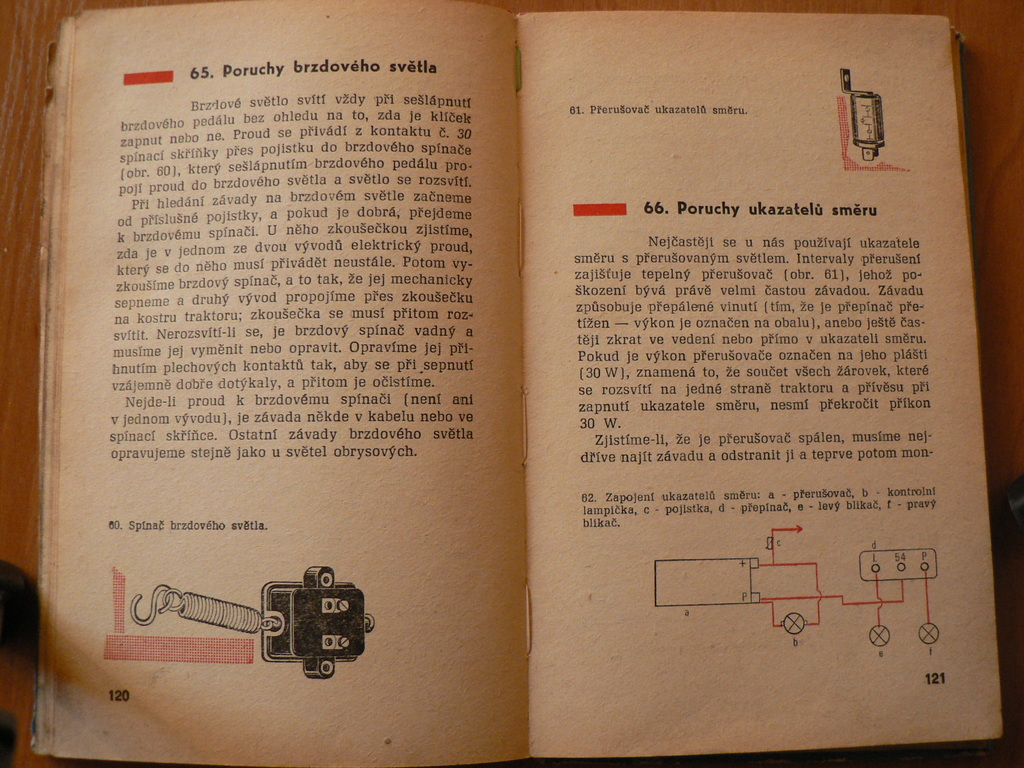 65. Poruchy brzdového světla
Brzdové světlo svítí vždy při sešlápnutí
brzdového pedálu bez ohledu na to, zda je klíček
zapnut nebo ne. Proud se přivádí z kontaktu č. 30
spínací skříňky přes pojistku do brzdového spínače
(obr. 60), který sešlápnutím brzdového pedálu pro-
pojí proud do brzdového světla a světlo se rozsvítí.
Při hledání závady na brzdovém světle začneme
od příslušné pojistky, a pokud je dobrá, přejdeme
k brzdovému spínači. U něho zkoušečkou zjistíme,
zda je v jednom ze dvou vývodů elektrický proud,
který se do něho musí přivádět neustále. Potom vy-
zkoušíme brzdový spínač, a to tak, že jej mechanicky
sepneme a druhý vývod propojíme přes zkoušečku
na kostru traktoru; zkoušečka se musí přitom roz-
svítit. Nerozsvítí-li se, je brzdový spínač vadný a
musíme jej vyměnit nebo opravit. Opravíme jej při-
hnutím plechových kontaktů tak, aby se při sepnutí
vzájemně dobře dotýkaly, a přitom je očistíme.
Nejde-li proud k brzdovému spínači (není ani
v jednom vývodu), je závada někde v kabelu nebo ve
spínací skříňce. Ostatní závady brzdového světla
opravujeme stejně jako u světel obrysových.
60. Spínač brzdového světla.
120
61. Přerušovač ukazatelů směru.
66. Poruchy ukazatelů směru
Nejčastěji se u nás používají ukazatele
směru s přerušovaným světlem. Intervaly přerušení
zajišťuje tepelný přerušovač (obr. 61), jehož po-
škození bývá právě velmi častou závadou. Závadu
způsobuje přepálené vinutí (tím, že je přepínač pře-
tížen — výkon je označen na obalu), anebo ještě čas-
těji zkrat ve vedení nebo přímo v ukazateli směru.
Pokud je výkon přerušovače označen na jeho plášti
(30 W), znamená to, že součet všech žárovek, které
se rozsvítí na jedné straně traktoru a přívěsu při
zapnutí ukazatele směru, nesmí překročit příkon
30 W.
Zjistíme-li, že je přerušovač spálen, musíme nej-
dříve najít závadu a odstranit ji a teprve potom mon-
62. Zapojení ukazatelů směru: a - přerušovač, b - kontrolní
lampička, c - pojistka, d - přepínač, e - levý blikač, f - pravý
blikač.
c
d
+
L 54 P
P
a
b
e
f
121